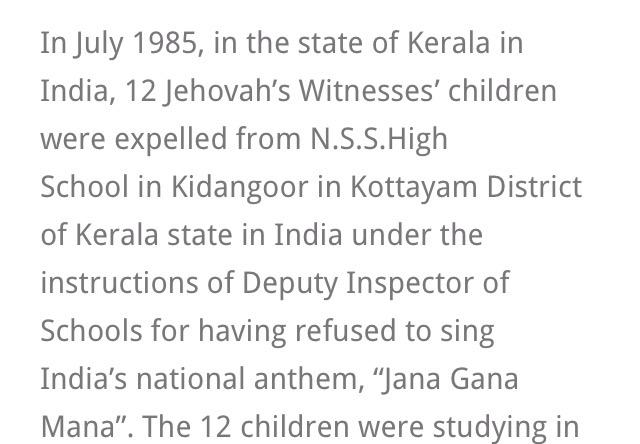 In July 1985, in the state of Kerala in
India, 12 Jehovah’s Witnesses’ children
were expelled from N.S.S.High
School in Kidangoor in Kottayam District
of Kerala state in India under the
instructions of Deputy Inspector of
Schools for having refused to sing
India’s national anthem, “Jana Gana
Mana”. The 12 children were studying in